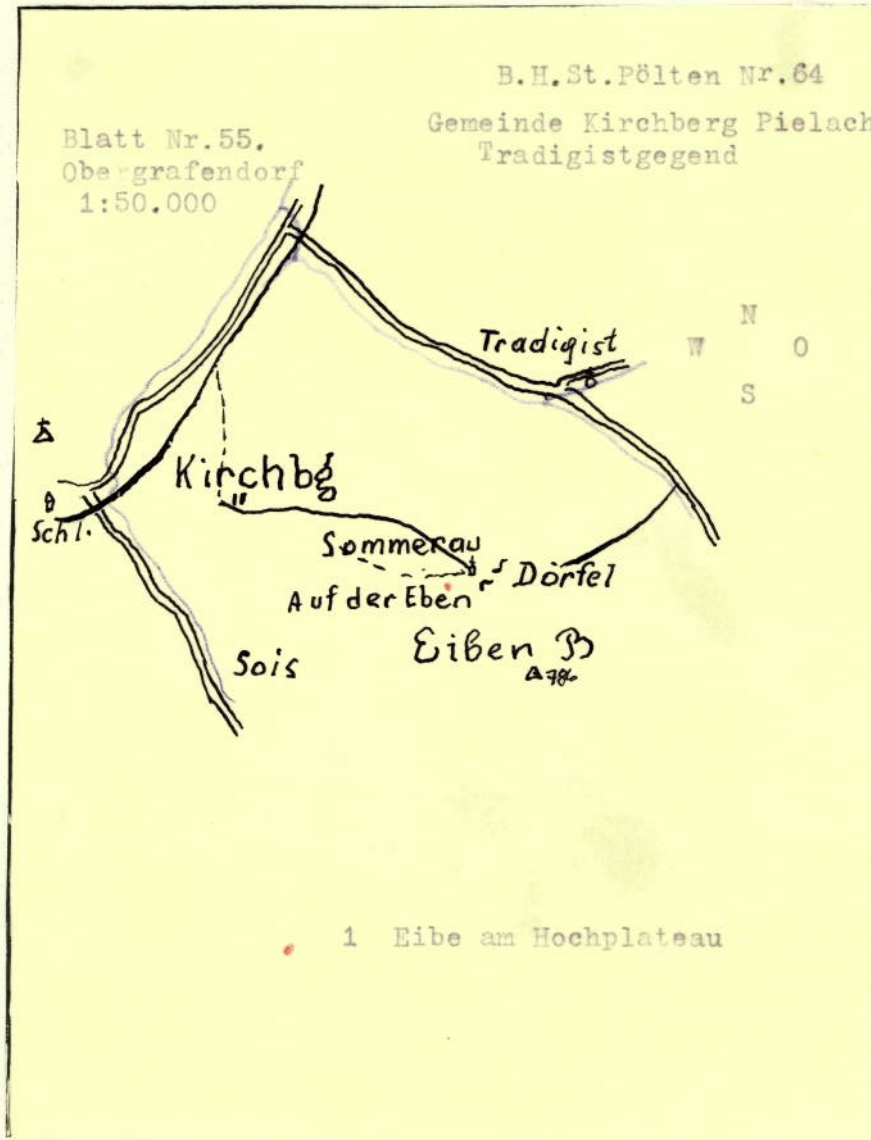 B.H.St.Pölten Nr.64
Gemeinde Kirchberg Pielach
Tradigistgegend
Blatt Nr.55.
Obergrafendorf
1:50.000
N
W O
S
Tradigist
Kirchbg
Schl.
Sommerau
Auf der Eben
Dörfel
Eiben B
786
Sois
1 Eibe am Hochplateau